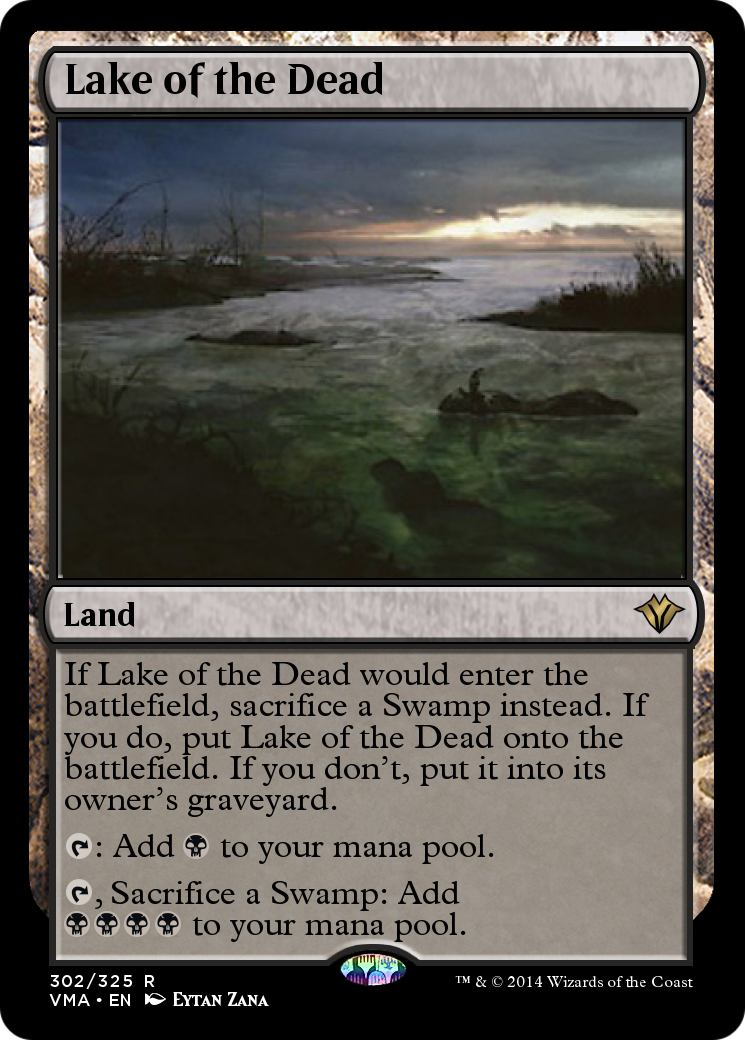 Lake of the Dead
Land
If Lake of the Dead would enter the
battlefield, sacrifice a Swamp instead. If
you do, put Lake of the Dead onto the
battlefield. If you don't, put it into its
owner's graveyard.
: Add to your mana pool.
, Sacrifice a Swamp: Add
to your mana pool.
302/325 R
VMA • EN EYTAN ZANA
™ & © 2014 Wizards of the Coast